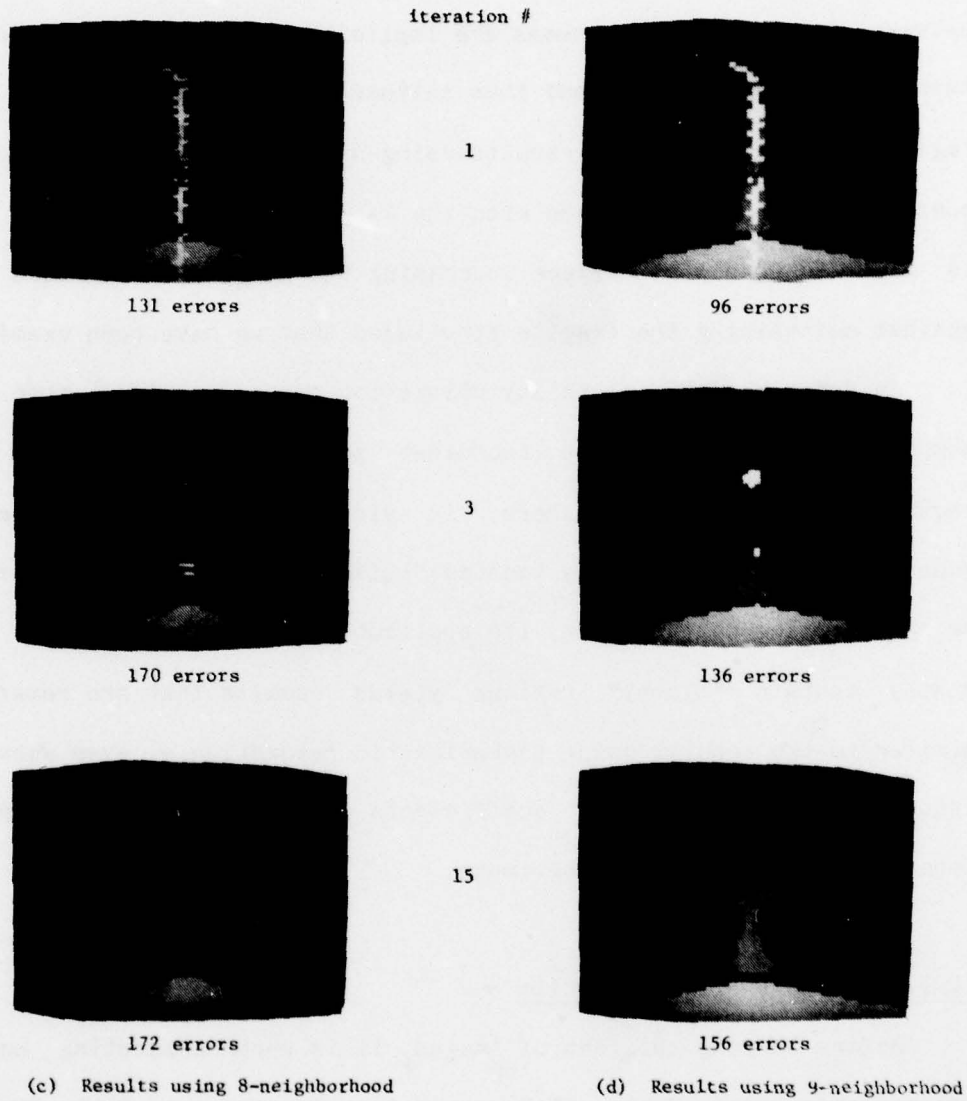 iteration #
1
131 errors 96 errors
3
170 errors 136 errors
15
172 errors 156 errors
(c) Results using 8-neighborhood (d) Results using 9-neighborhood